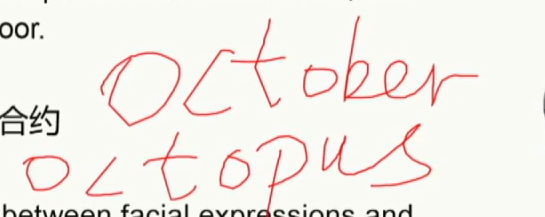 oor.
October
合约
octopus
between facial expressions and